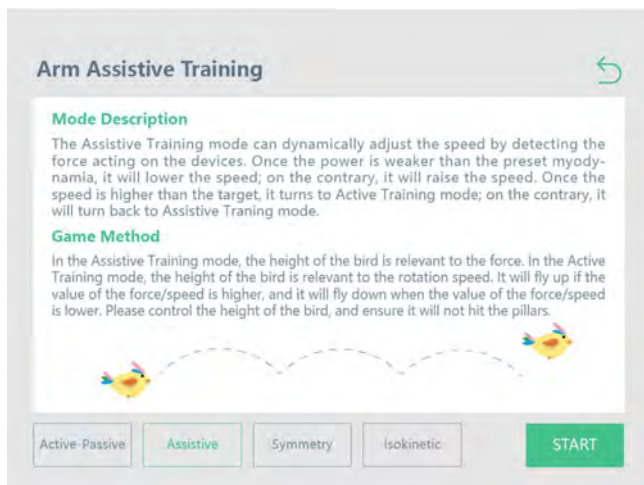 Arm Assistive Training
Mode Description
The Assistive Training mode can dynamically adjust the speed by detecting the
force acting on the devices. Once the power is weaker than the preset myody-
namia, it will lower the speed; on the contrary, it will raise the speed. Once the
speed is higher than the target, it turns to Active Training mode; on the contrary, it
will turn back to Assistive Traning mode.
Game Method
In the Assistive Training mode, the height of the bird is relevant to the force. In the Active
Training mode, the height of the bird is relevant to the rotation speed. It will fly up if the
value of the force/speed is higher, and it will fly down when the value of the force/speed
is lower. Please control the height of the bird, and ensure it will not hit the pillars.
Active-Passive
Assistive
Symmetry
Isokinetic
START